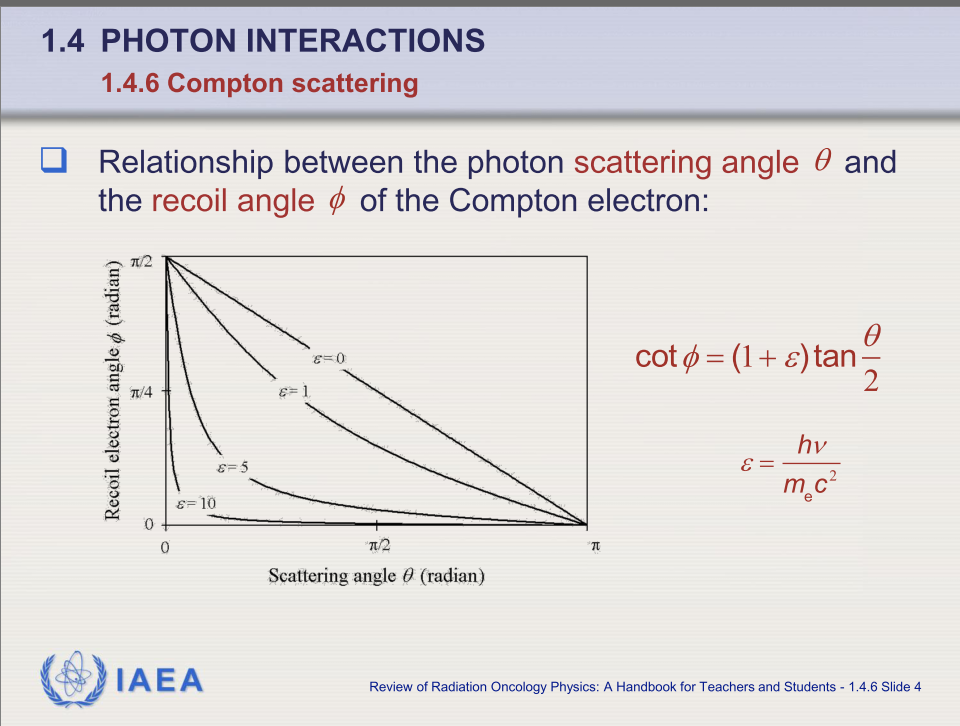 1.4 PHOTON INTERACTIONS
1.4.6 Compton scattering
Relationship between the photon scattering angle θ and
the recoil angle ϕ of the Compton electron:
Recoil electron angle ϕ (radian)
π/2
π/4
0
ε=0
ε=1
ε=5
ε=10
0
π/2
π
Scattering angle θ (radian)
cot ϕ = (1 + ε) tan θ/2
ε = hν/mₑc²
IAEA
Review of Radiation Oncology Physics: A Handbook for Teachers and Students - 1.4.6 Slide 4